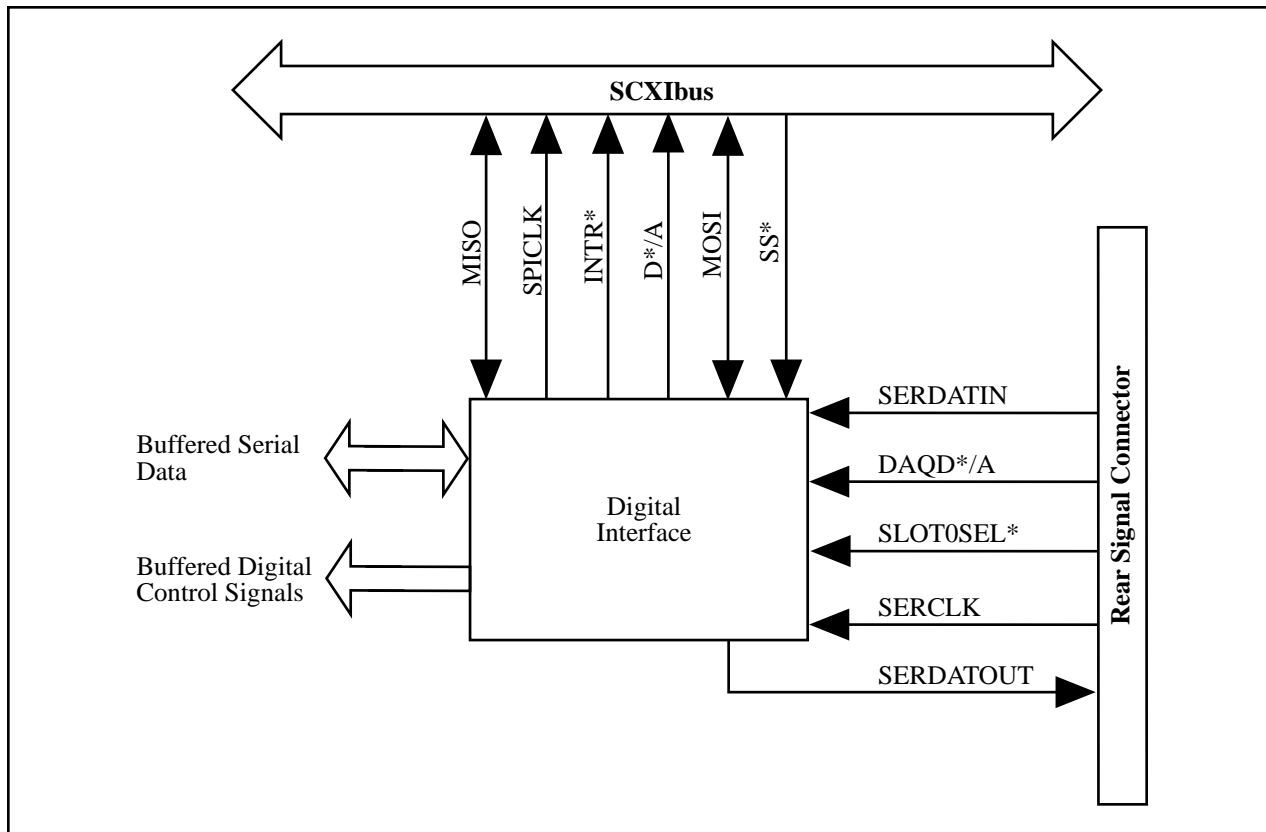 SCXIbus
MISO
SPICLK
INTR*
D*/A
MOSI
SS*
Buffered Serial
Data
Buffered Digital
Control Signals
Digital
Interface
SERDATIN
DAQD*/A
SLOT0SEL*
SERCLK
SERDATOUT
Rear Signal Connector